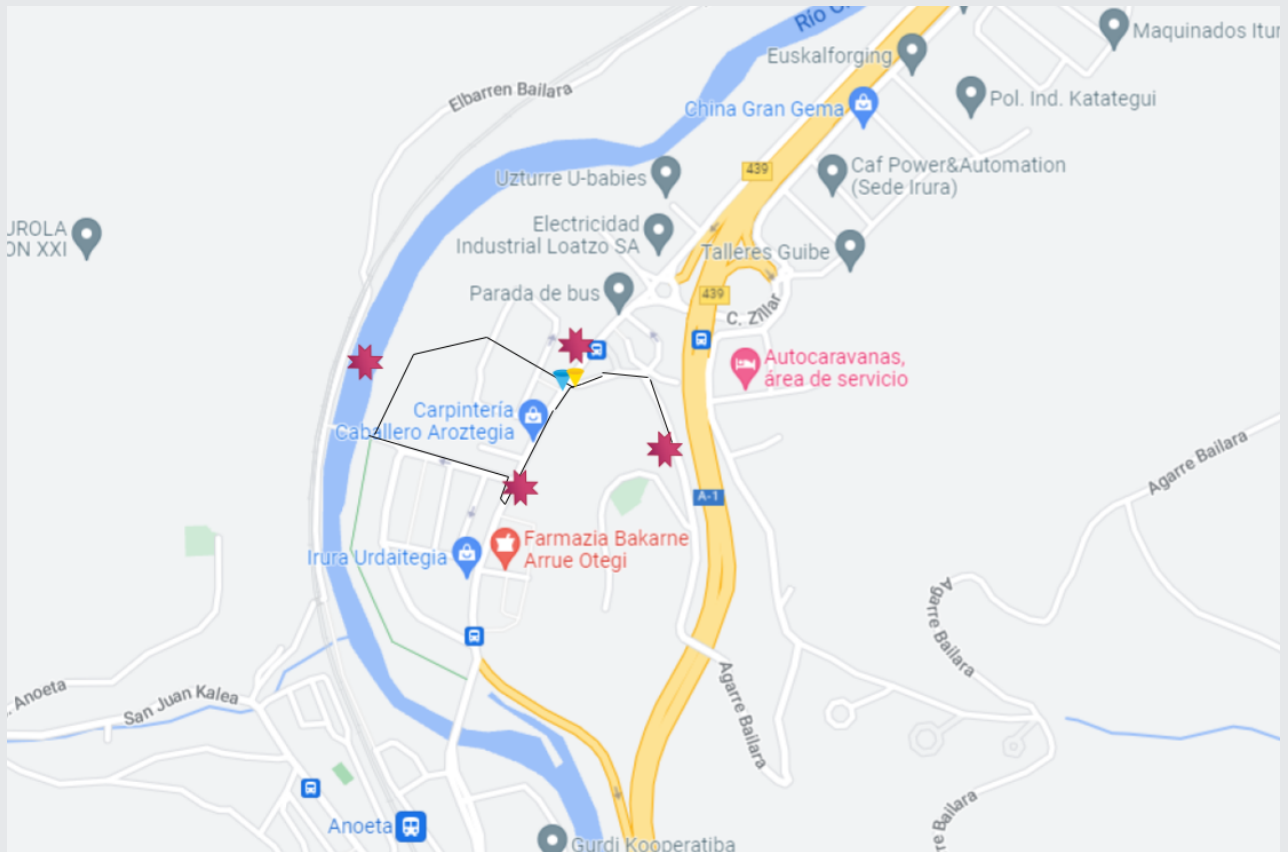 Río O
Maquinados Itur
Euskalforging
Elbarren Bailara
Pol. Ind. Katategui
China Gran Gema
439
Caf Power&Automation
(Sede Irura)
Uzturre U-babies
UROLA
ON XXI
Electricidad
Industrial Loatzo SA
Talleres Guibe
Parada de bus
439
C. Zillar
Autocaravanas,
área de servicio
Carpintería
Caballero Aroztegia
Agarre Bailara
A-1
Farmazia Bakarne
Arrue Otegi
Irura Urdaitegia
Agarre Bailara
Anoeta
San Juan Kalea
Agarre Bailara
Anoeta
re Bailara
Gurdi Kooperatiba